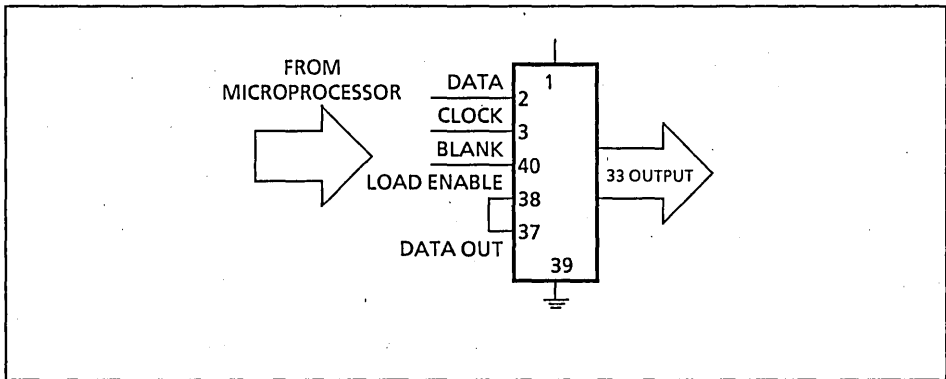 FROM
MICROPROCESSOR
1
DATA
2
CLOCK
3
BLANK
40
LOAD ENABLE
38
37
DATA OUT
39
33 OUTPUT